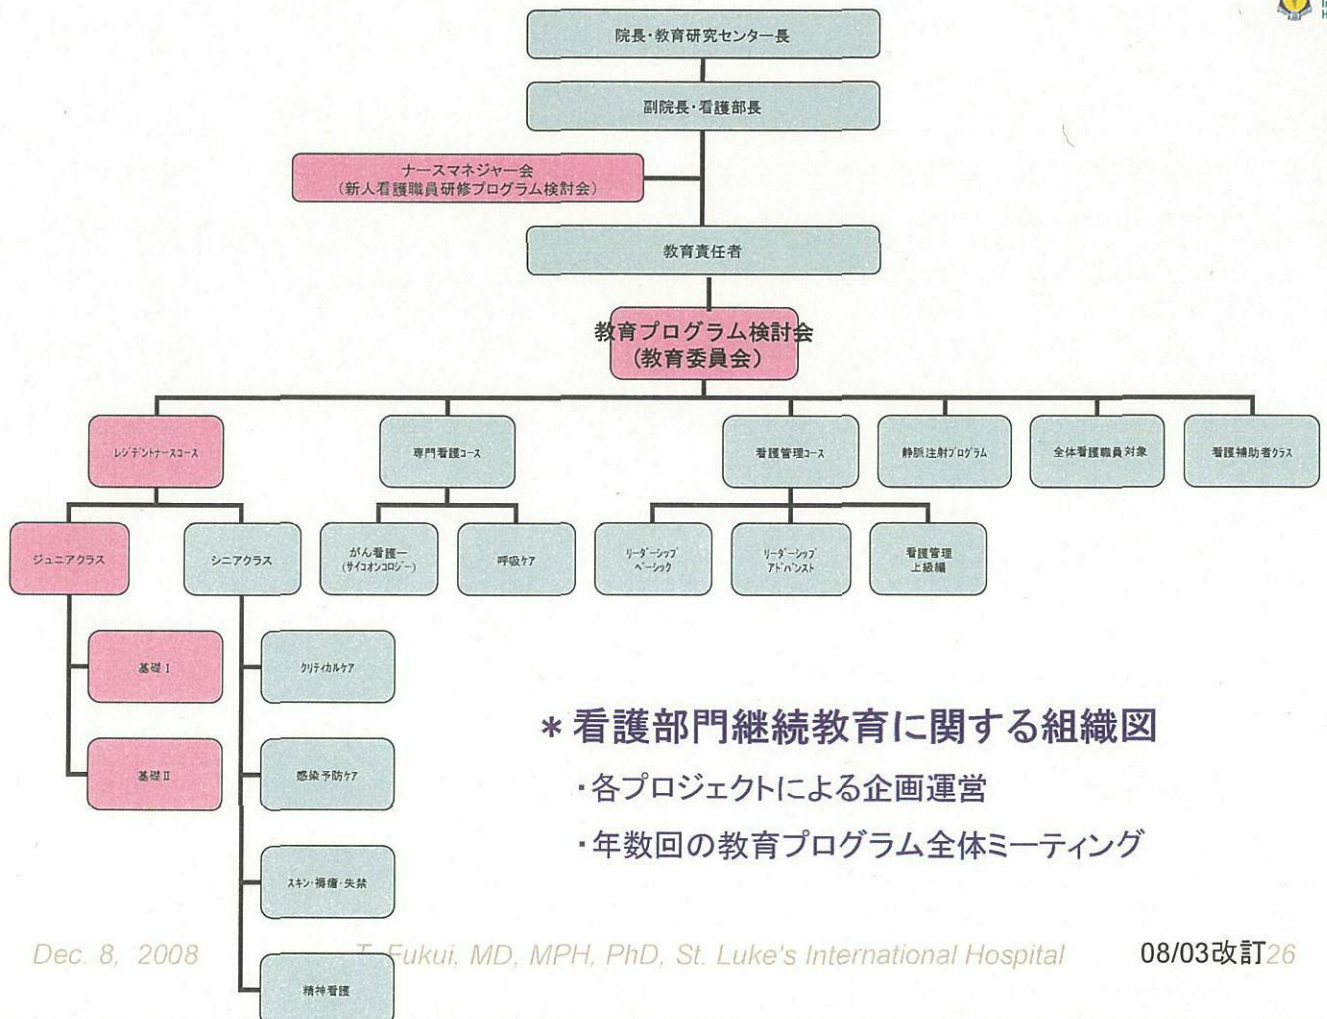 院長・教育研究センター長
副院長・看護部長
ナースマネジャー会
(新人看護職員研修プログラム検討会)
教育責任者
教育プログラム検討会
(教育委員会)
レジデントナースコース
専門看護コース
看護管理コース
静脈注射プログラム
全体看護職員対象
看護補助者クラス
ジュニアクラス
シニアクラス
がん看護ー
(サイコオンコロジー)
呼吸ケア
リーダーシップ
ベーシック
リーダーシップ
アドバンスト
看護管理
上級編
基礎Ⅰ
クリティカルケア
基礎Ⅱ
感染予防ケア
スキン・褥瘡・失禁
精神看護
*看護部門継続教育に関する組織図
・各プロジェクトによる企画運営
・年数回の教育プログラム全体ミーティング
Dec. 8, 2008
T. Fukui, MD, MPH, PhD, St. Luke's International Hospital
08/03改訂26